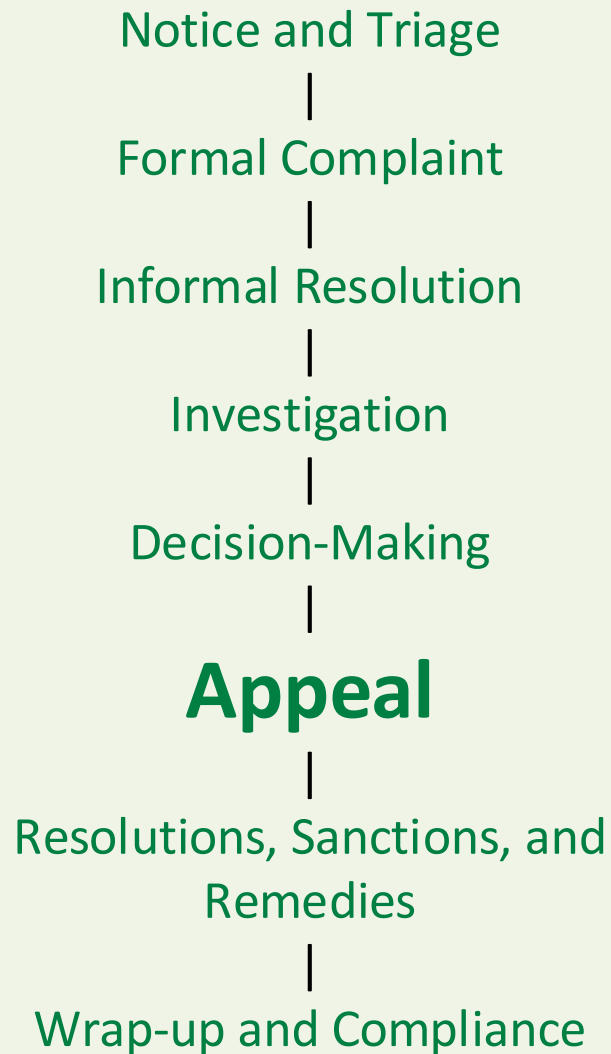 Notice and Triage
Formal Complaint
Informal Resolution
Investigation
Decision-Making
Appeal
Resolutions, Sanctions, and
Remedies
Wrap-up and Compliance